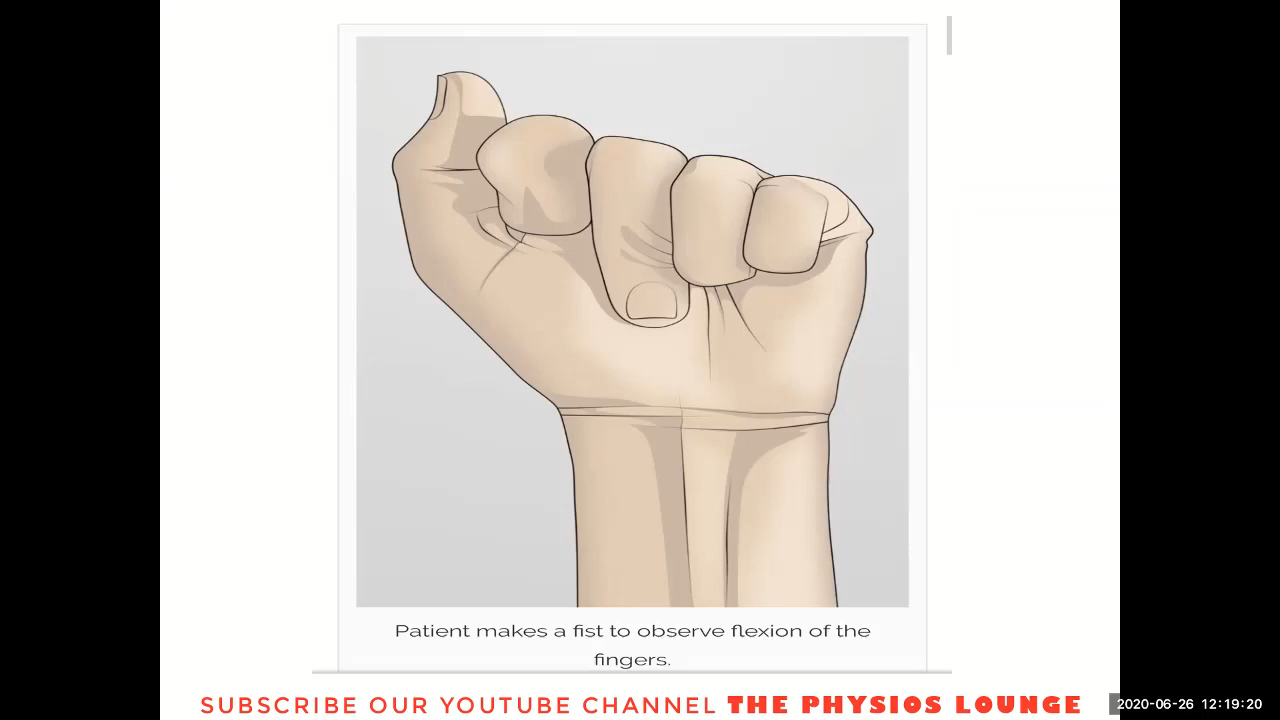 Patient makes a fist to observe flexion of the
fingers.
SUBSCRIBE OUR YOUTUBE CHANNEL THE PHYSIOS LOUNGE
2020-06-26 12:19:20